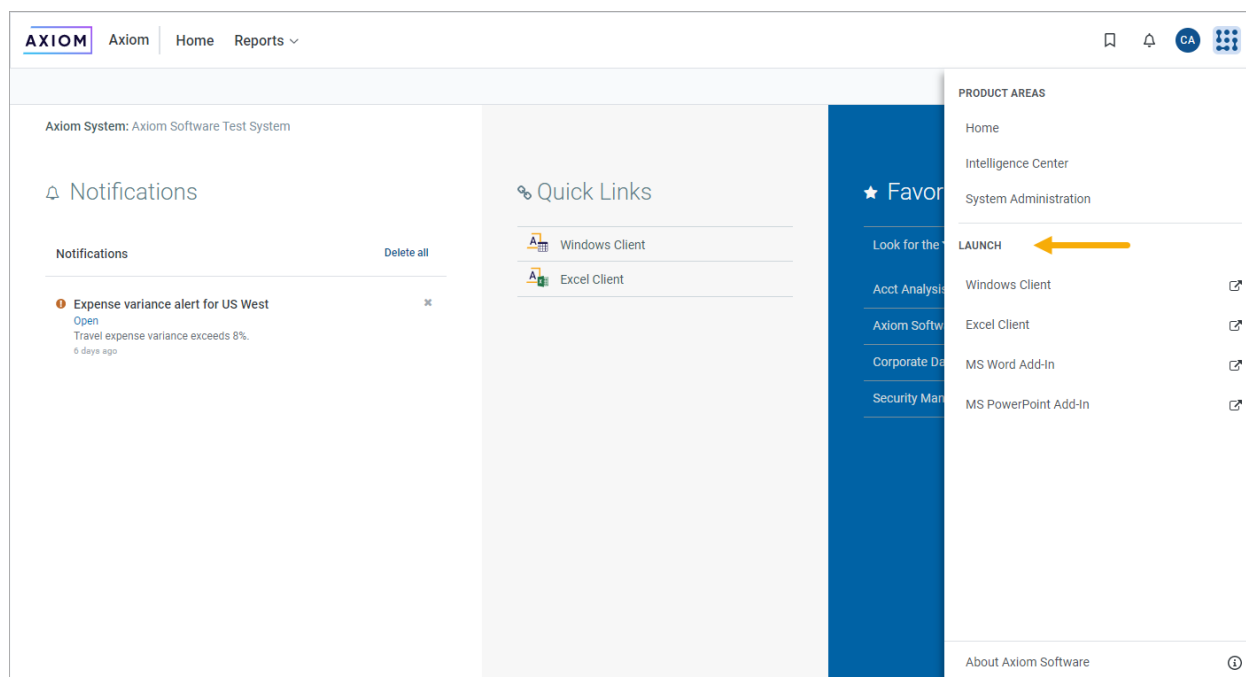 AXIOM Axiom Home Reports CA
Axiom System: Axiom Software Test System
Notifications
Notifications Delete all
Expense variance alert for US West
Open
Travel expense variance exceeds 8%.
6 days ago
Quick Links
Windows Client
Excel Client
Favor
Look for the
Acct Analysis
Axiom Softw
Corporate Da
Security Man
PRODUCT AREAS
Home
Intelligence Center
System Administration
LAUNCH
Windows Client
Excel Client
MS Word Add-In
MS PowerPoint Add-In
About Axiom Software